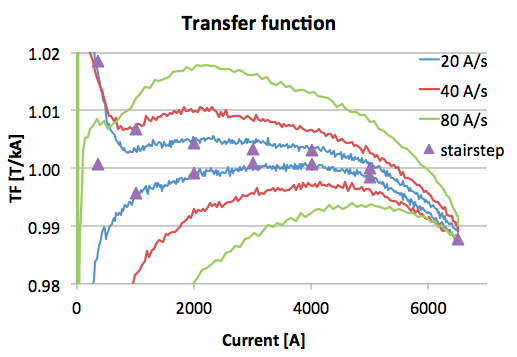 Transfer function
1.02
1.01
1.00
0.99
0.98
TF [T/kA]
20 A/s
40 A/s
80 A/s
stairstep
0 2000 4000 6000
Current [A]